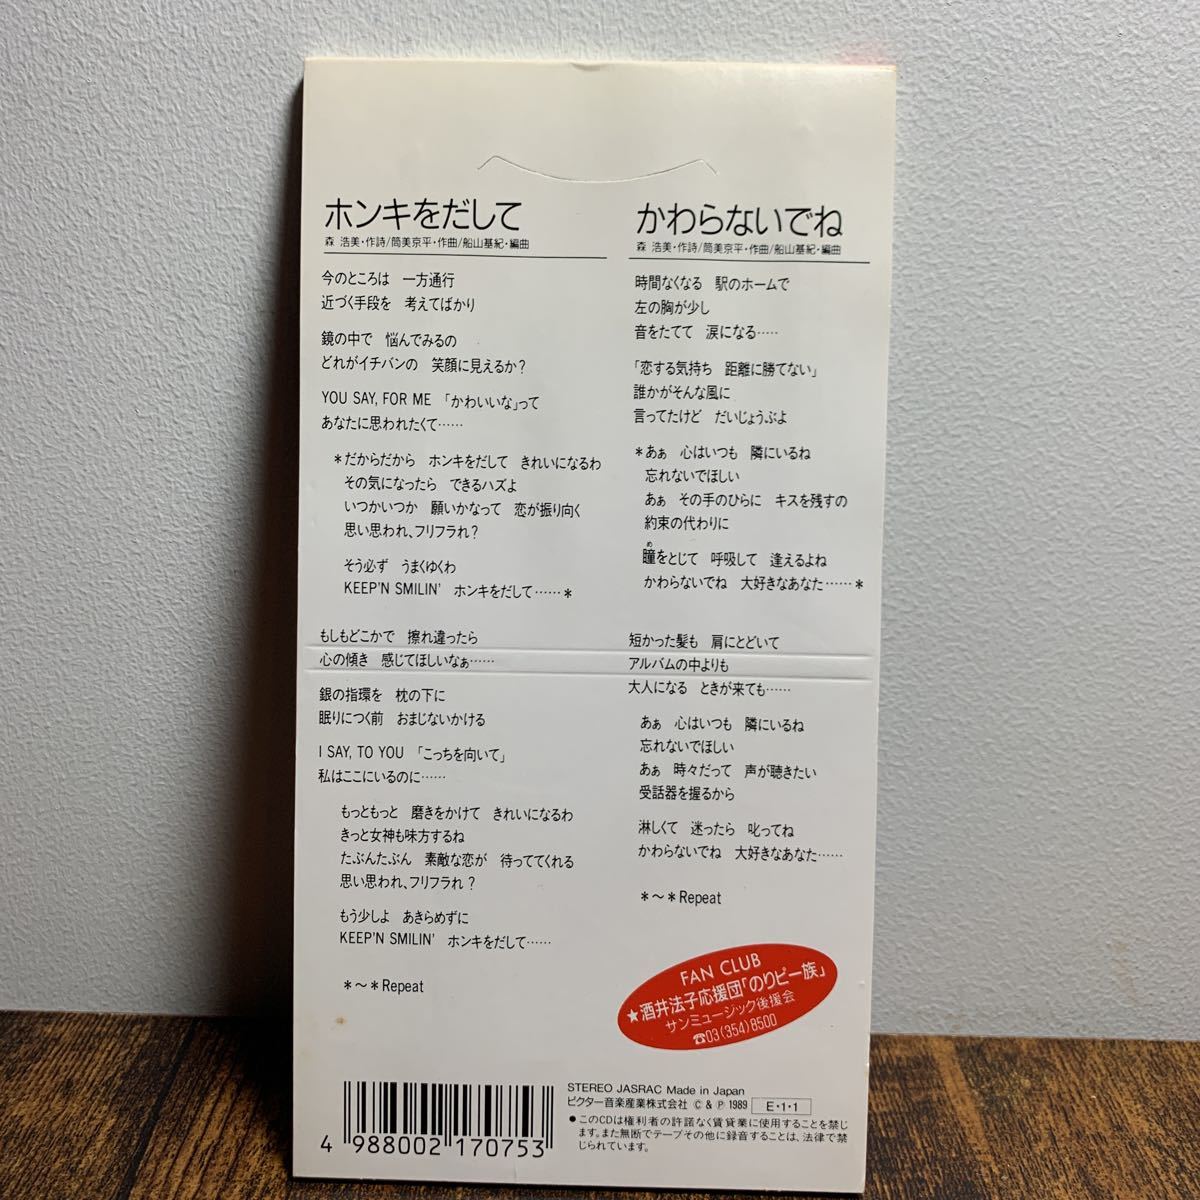 ホンキをだして
森 浩美・作詩/筒美京平・作曲/船山基紀・編曲
今のところは 一方通行
近づく手段を 考えてばかり
鏡の中で 悩んでみるの
どれがイチバンの 笑顔に見えるか?
YOU SAY, FOR ME 「かわいいな」って
あなたに思われたくて……
*だからだから ホンキをだして きれいになるわ
その気になったら できるハズよ
いつかいつか 願いかなって 恋が振り向く
思い思われ、フリフラれ?
そう必ず うまくゆくわ
KEEP'N SMILIN' ホンキをだして……*
もしもどこかで 擦れ違ったら
心の傾き 感じてほしいなぁ……
銀の指環を 枕の下に
眠りにつく前 おまじないかける
I SAY, TO YOU 「こっちを向いて」
私はここにいるのに……
もっともっと 磨きをかけて きれいになるわ
きっと女神も味方するね
たぶんたぶん 素敵な恋が 待っててくれる
思い思われ、フリフラれ?
もう少しよ あきらめずに
KEEP'N SMILIN' ホンキをだして……
*〜*Repeat
かわらないでね
森 浩美・作詩/筒美京平・作曲/船山基紀・編曲
時間なくなる 駅のホームで
左の胸が少し
音をたてて 涙になる……
「恋する気持ち 距離に勝てない」
誰かがそんな風に
言ってたけど だいじょうぶよ
*あぁ 心はいつも 隣にいるね
忘れないでほしい
あぁ その手のひらに キスを残すの
約束の代わりに
め
瞳をとじて 呼吸して 逢えるよね
かわらないでね 大好きなあなた……*
短かった髪も 肩にとどいて
アルバムの中よりも
大人になる ときが来ても……
あぁ 心はいつも 隣にいるね
忘れないでほしい
あぁ 時々だって 声が聴きたい
受話器を握るから
淋しくて 迷ったら 叱ってね
かわらないでね 大好きなあなた……
*〜*Repeat
FAN CLUB
★酒井法子応援団「のりピー族」
サンミュージック後援会
☎03(354)8500
4 988002 170753
STEREO JASRAC Made in Japan
ビクター音楽産業株式会社 © & ℗ 1989 E・1・1
●このCDは権利者の許諾なく賃貸業に使用することを禁じ
ます。また無断でテープその他に録音することは、法律で禁
じられています。